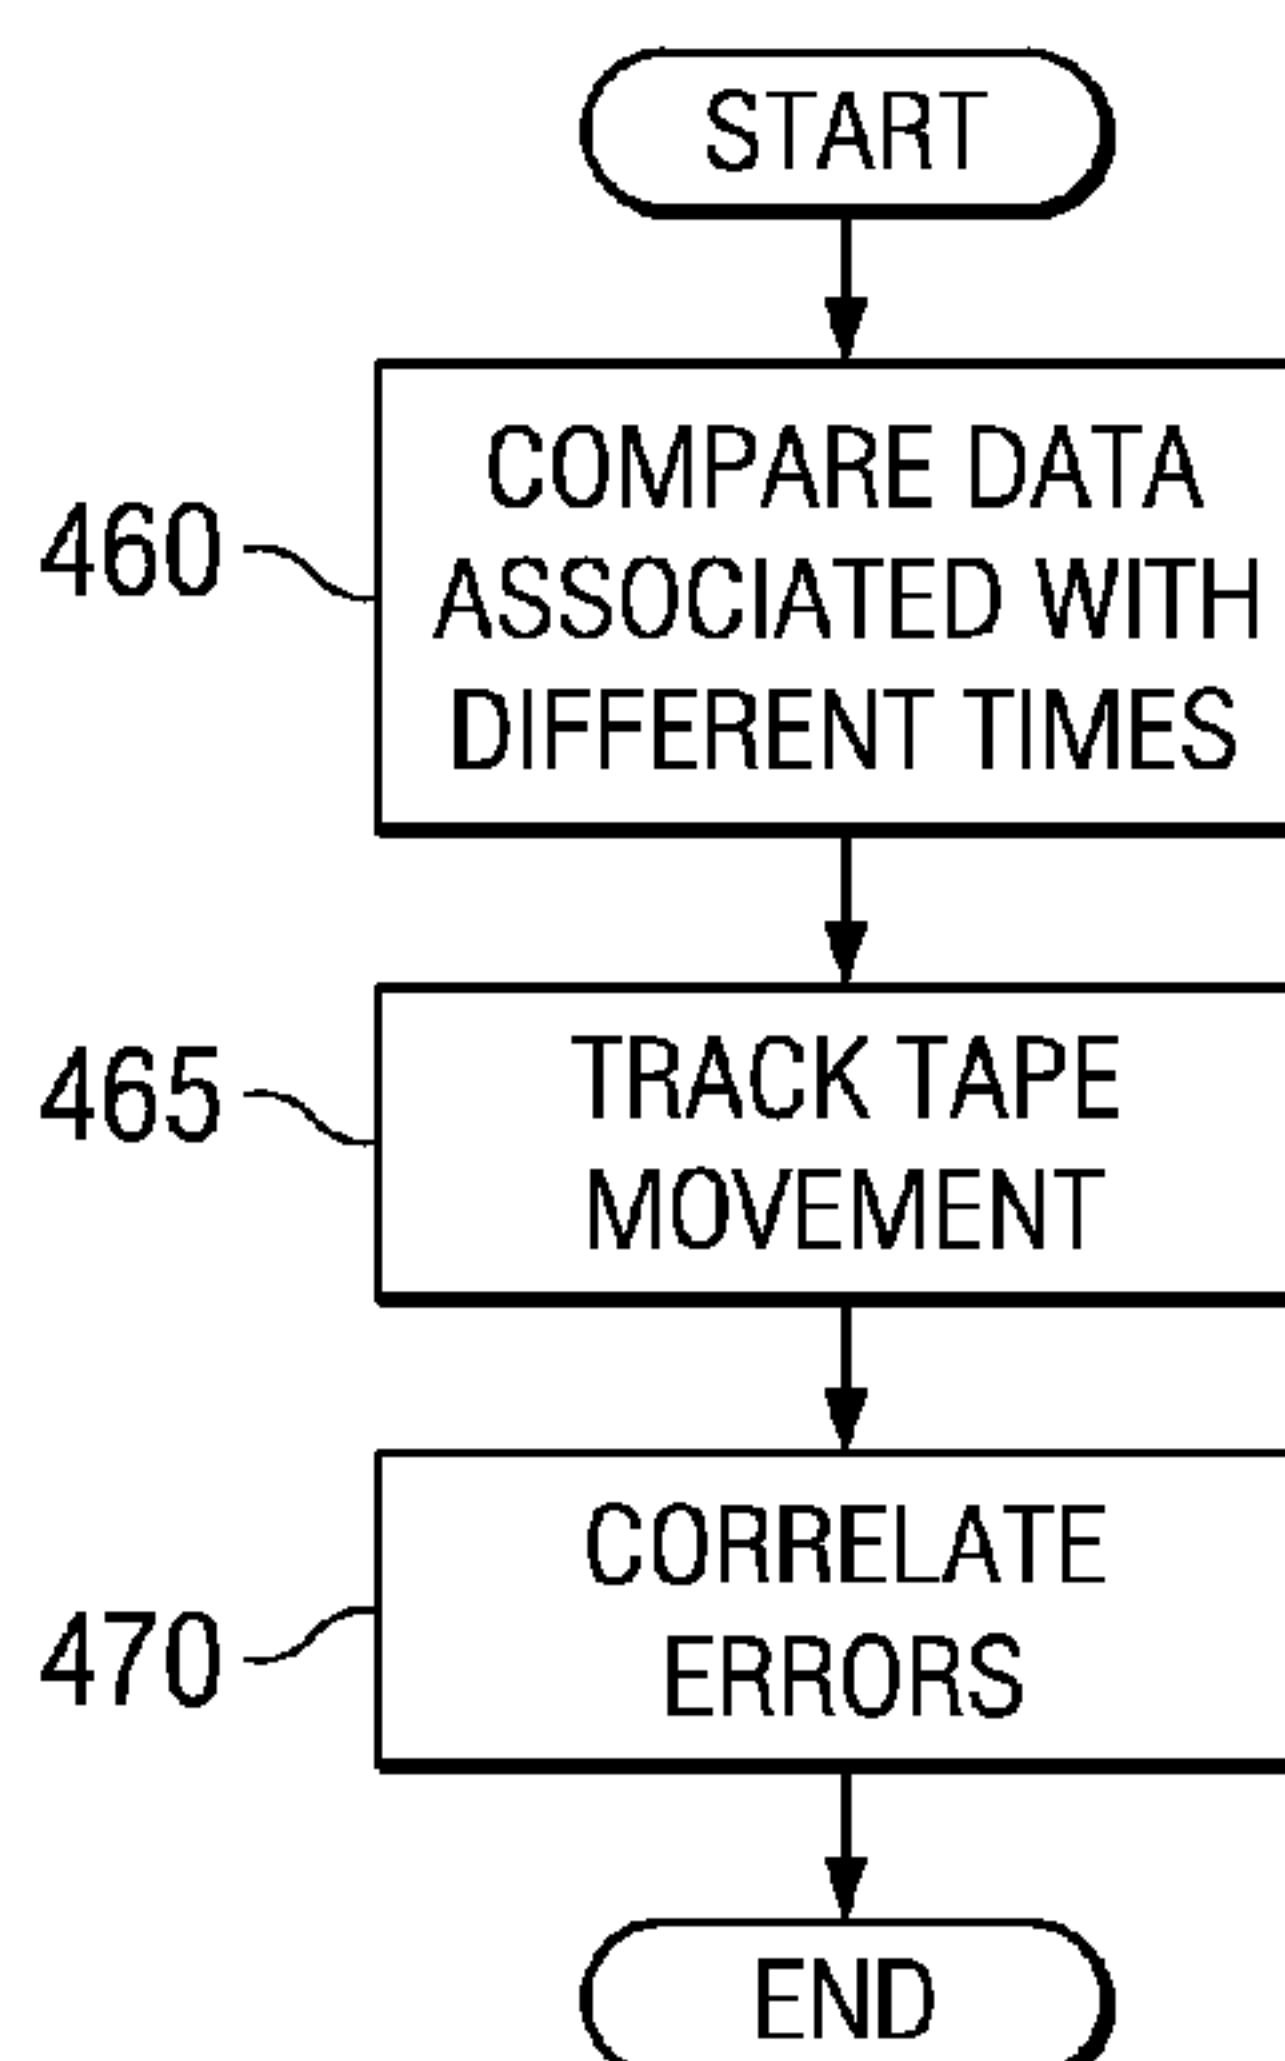 START
460
COMPARE DATA
ASSOCIATED WITH
DIFFERENT TIMES
465
TRACK TAPE
MOVEMENT
470
CORRELATE
ERRORS
END